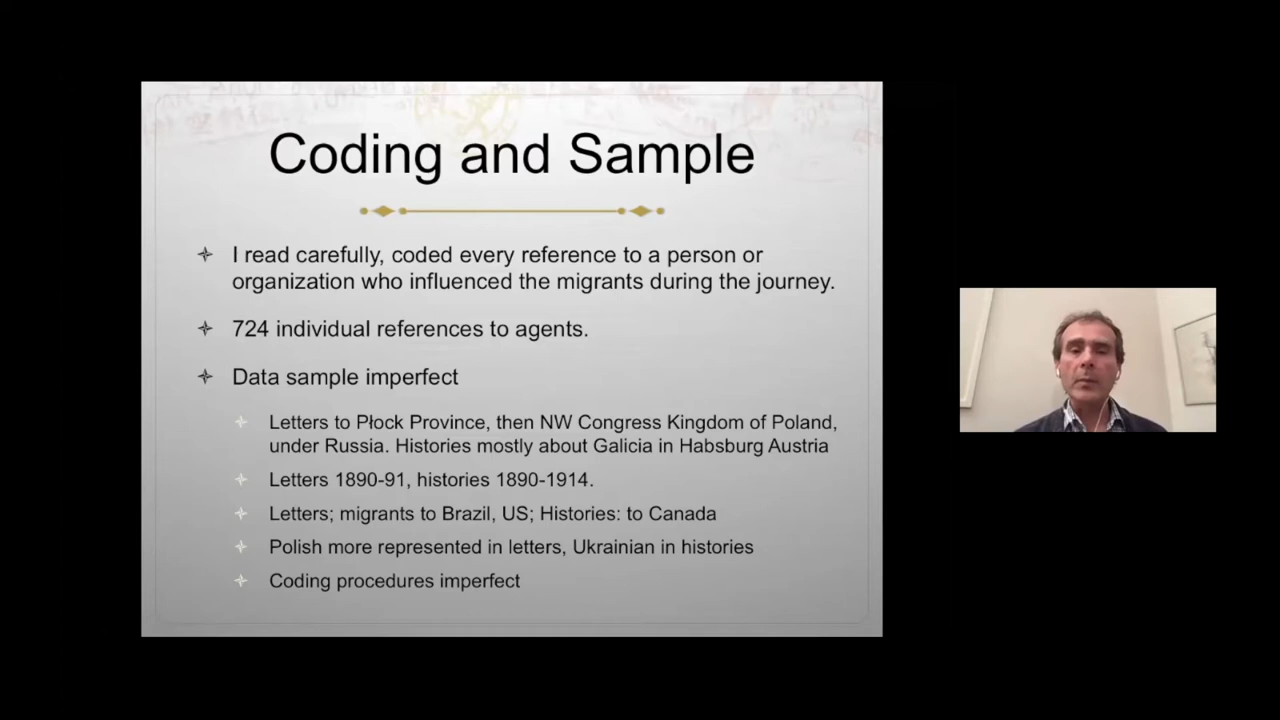 Coding and Sample
I read carefully, coded every reference to a person or
organization who influenced the migrants during the journey.
724 individual references to agents.
Data sample imperfect
Letters to Płock Province, then NW Congress Kingdom of Poland,
under Russia. Histories mostly about Galicia in Habsburg Austria
Letters 1890-91, histories 1890-1914.
Letters; migrants to Brazil, US; Histories: to Canada
Polish more represented in letters, Ukrainian in histories
Coding procedures imperfect